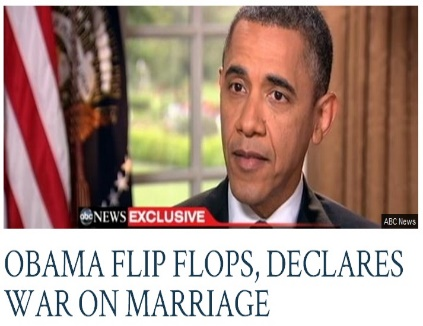 abc NEWS EXCLUSIVE
ABC News
OBAMA FLIP FLOPS, DECLARES
WAR ON MARRIAGE